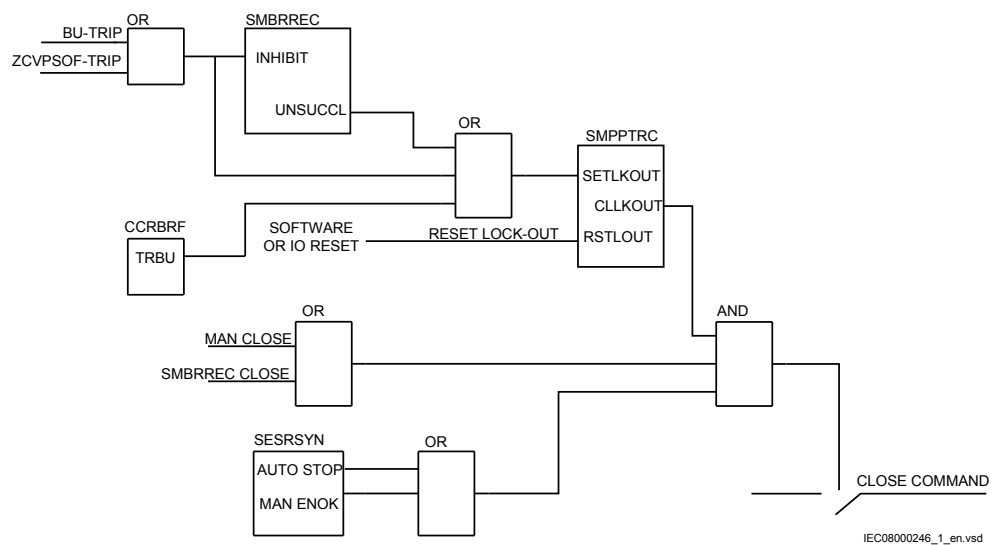 OR
SMBRREC
BU-TRIP
ZCVPSOF-TRIP
INHIBIT
UNSUCCL
OR
SMPPTRC
SETLKOUT
CLLKOUT
CCRBRF
SOFTWARE
OR IO RESET
RESET LOCK-OUT
RSTLOUT
TRBU
OR
AND
MAN CLOSE
SMBRREC CLOSE
SESRSYN
OR
AUTO STOP
MAN ENOK
CLOSE COMMAND
IEC08000246_1_en.vsd